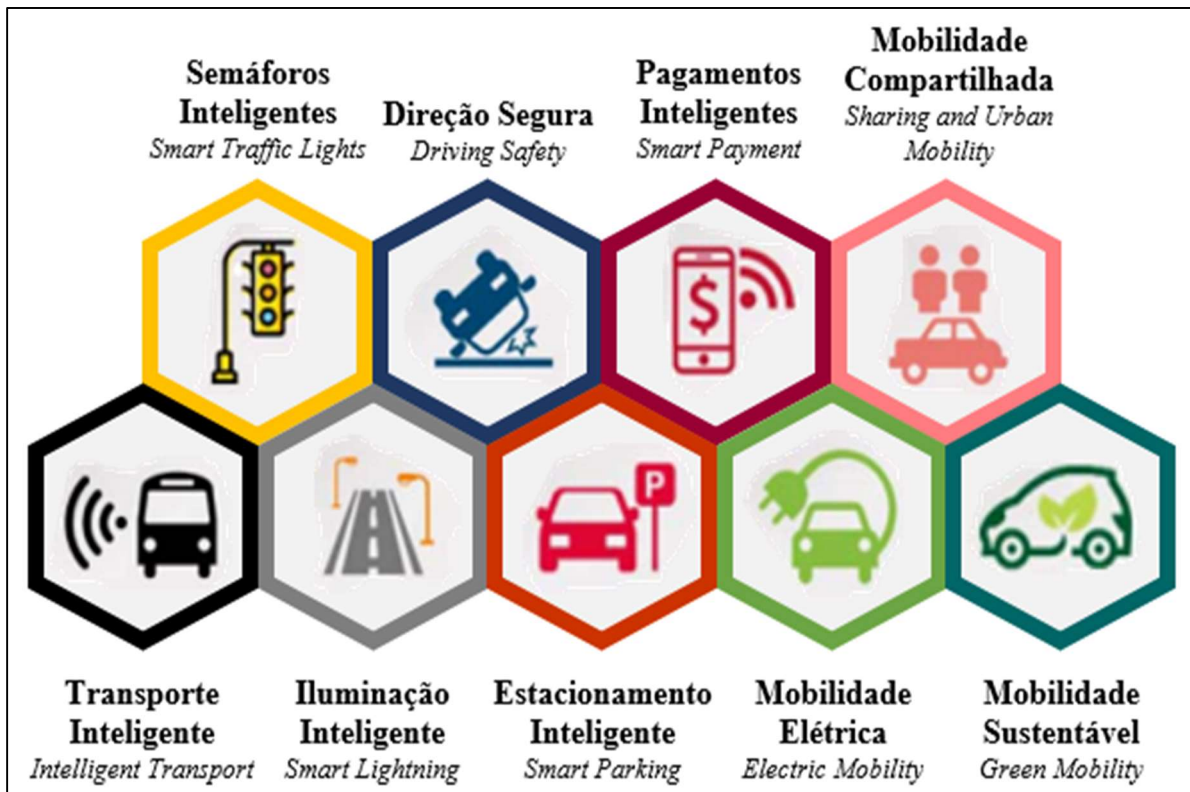 Semáforos
Inteligentes
Smart Traffic Lights
Direção Segura
Driving Safety
Pagamentos
Inteligentes
Smart Payment
Mobilidade
Compartilhada
Sharing and Urban
Mobility
$
P
Transporte
Inteligente
Intelligent Transport
Iluminação
Inteligente
Smart Lightning
Estacionamento
Inteligente
Smart Parking
Mobilidade
Elétrica
Electric Mobility
Mobilidade
Sustentável
Green Mobility